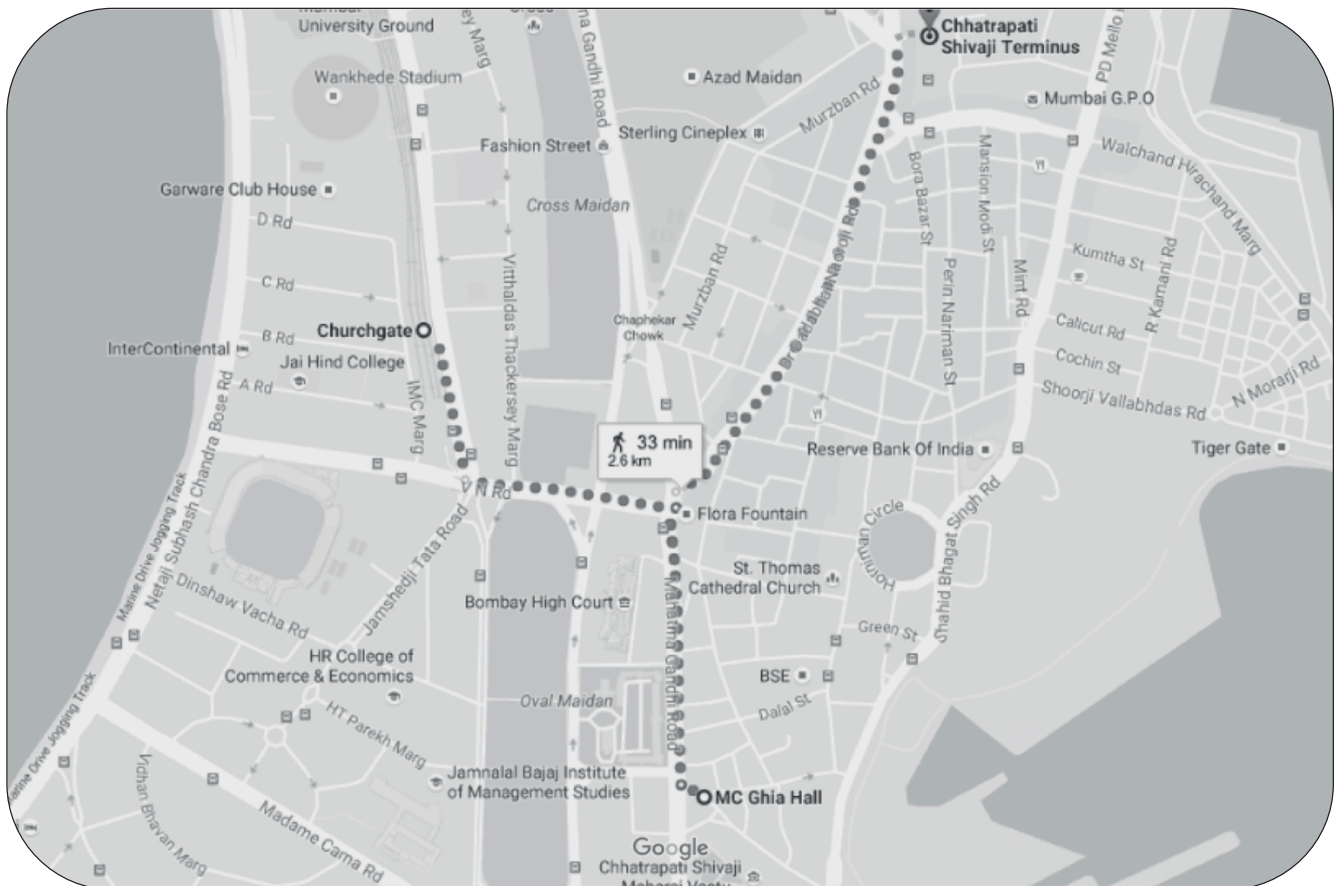 University Ground
Wankhede Stadium
Garware Club House
D Rd
C Rd
B Rd
A Rd
Churchgate
InterContinental
Jai Hind College
IMC Marg
Vitthaldas Thackersey Marg
Fashion Street
Cross Maidan
Gandhi Road
Azad Maidan
Sterling Cineplex
Murzban Rd
Murzban Rd
Chaphekar
Chowk
Chhatrapati
Shivaji Terminus
PD Mello
Mumbai G.P.O
Walchand Hirachand Marg
Bora Bazar St
Mansion Modi St
Perin Nariman St
Mint Rd
Kumtha St
R Kamani Rd
Calicut Rd
Cochin St
Shoorji Vallabhdas Rd
N Morarji Rd
Tiger Gate
Reserve Bank Of India
33 min
2.6 km
V N Rd
Flora Fountain
Horniman Circle
Shahid Bhagat Singh Rd
St. Thomas
Cathedral Church
Green St
BSE
Dalal St
Bombay High Court
Mahatma Gandhi Road
Oval Maidan
Marine Drive Jogging Track
Netaji Subhash Chandra Bose Rd
Dinshaw Vacha Rd
Jamshedji Tata Road
HR College of
Commerce & Economics
HT Parekh Marg
Jamnalal Bajaj Institute
of Management Studies
MC Ghia Hall
Drive Jogging Track
Vidhan Bhavan Marg
Madame Cama Rd
Google
Chhatrapati Shivaji